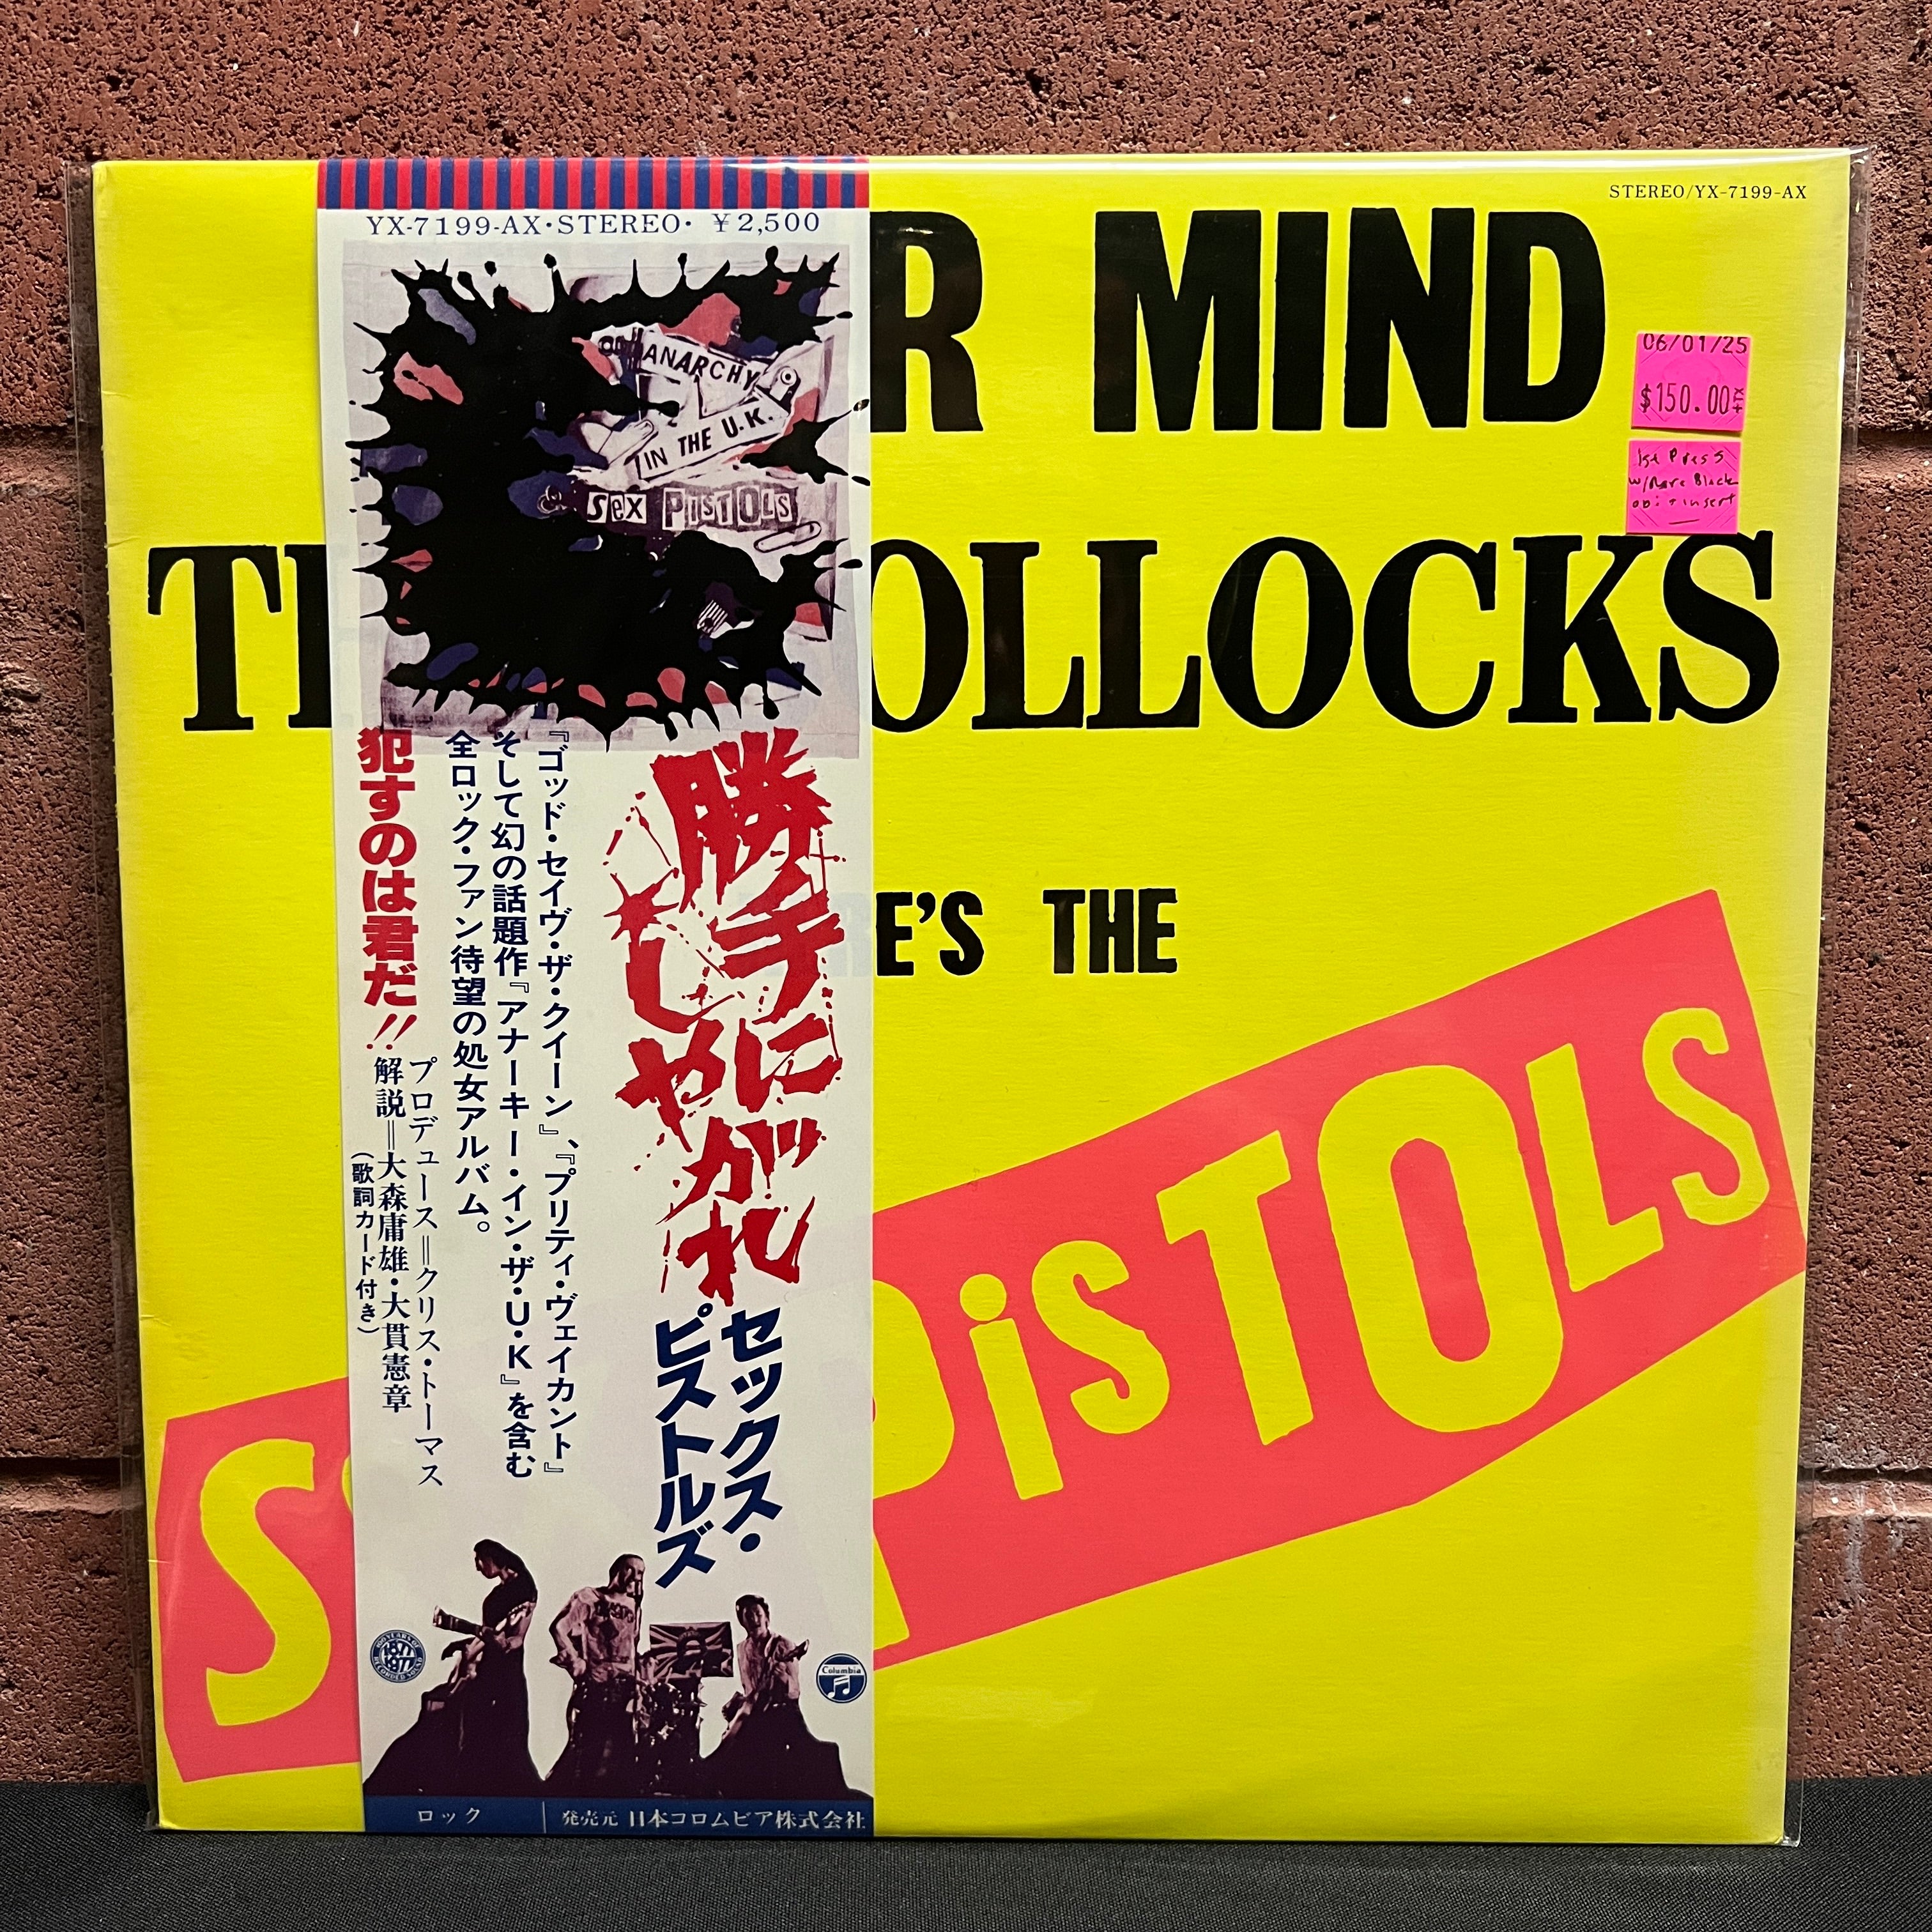 STEREO/YX-7199-AX
YX-7199-AX・STEREO・ ￥2,500
R MIND
06/01/25
$150.00
1st Press
w/Rare Black
obi + insert
ANARCHY
IN THE U.K.
SEX PISTOLS
OLLOCKS
勝手に
しやがれ
セックス・
ピストルズ
『ゴッド・セイヴ・ザ・クイーン』、『プリティ・ヴェイカント』
そして幻の話題作『アナーキー・イン・ザ・U・K』を含む
全ロック・ファン待望の処女アルバム。
犯すのは君だ!!
プロデュース＝クリス・トーマス
解説＝大森庸雄・大貫憲章
(歌詞カード付き)
E'S THE
S PiSTOLS
100 YEARS OF
1877
1977
RECORDED SOUND
Columbia
ロック
発売元 日本コロムビア株式会社